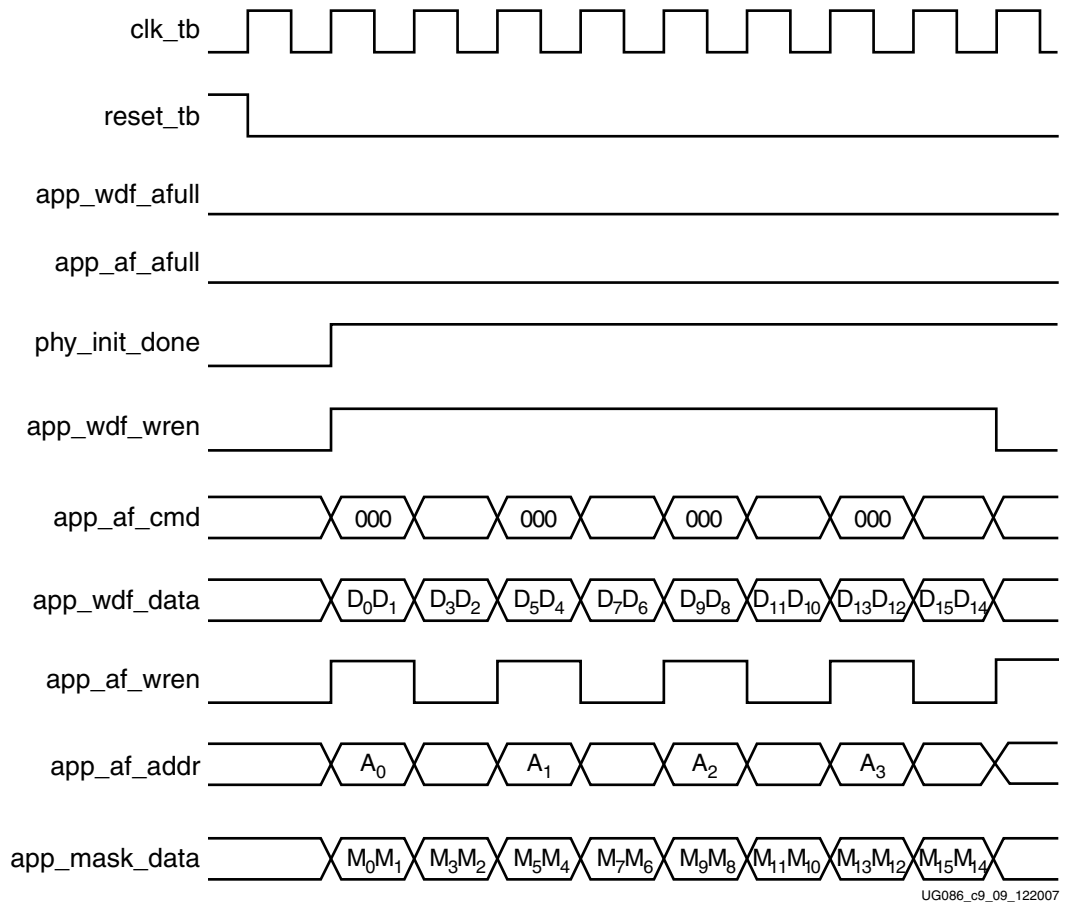 clk_tb
reset_tb
app_wdf_afull
app_af_afull
phy_init_done
app_wdf_wren
app_af_cmd 000 000 000 000
app_wdf_data D₀D₁ D₃D₂ D₅D₄ D₇D₆ D₉D₈ D₁₁D₁₀ D₁₃D₁₂ D₁₅D₁₄
app_af_wren
app_af_addr A₀ A₁ A₂ A₃
app_mask_data M₀M₁ M₃M₂ M₅M₄ M₇M₆ M₉M₈ M₁₁M₁₀ M₁₃M₁₂ M₁₅M₁₄
UG086_c9_09_122007